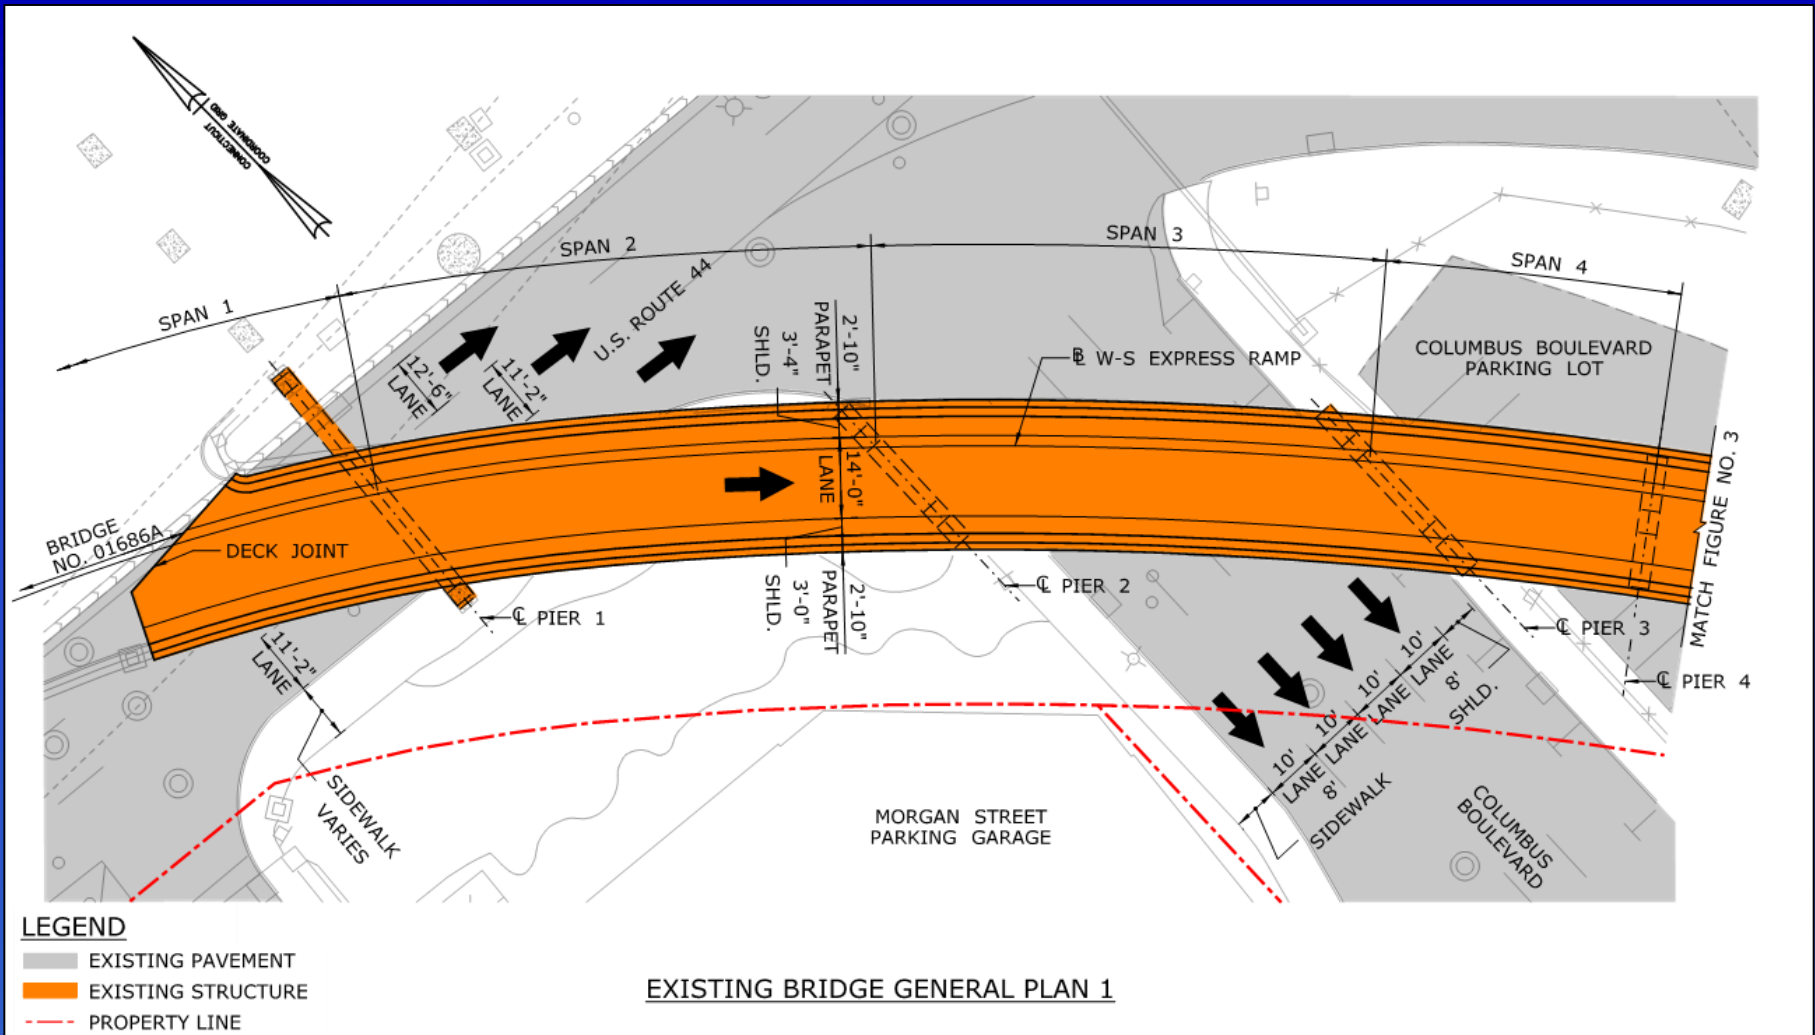 CONNECTICUT
COORDINATE GRID
SPAN 1
SPAN 2
SPAN 3
SPAN 4
U.S. ROUTE 44
12'-6"
LANE
11'-2"
LANE
2'-10"
PARAPET
3'-4"
SHLD.
℄ W-S EXPRESS RAMP
COLUMBUS BOULEVARD
PARKING LOT
14'-0"
LANE
BRIDGE
NO. 01686A
DECK JOINT
MATCH FIGURE NO. 3
2'-10"
PARAPET
3'-0"
SHLD.
℄ PIER 1
℄ PIER 2
℄ PIER 3
℄ PIER 4
11'-2"
LANE
SIDEWALK
VARIES
10'
LANE
10'
LANE
10'
LANE
10'
LANE
8'
SHLD.
8'
SIDEWALK
MORGAN STREET
PARKING GARAGE
COLUMBUS
BOULEVARD
LEGEND
EXISTING PAVEMENT
EXISTING STRUCTURE
PROPERTY LINE
EXISTING BRIDGE GENERAL PLAN 1